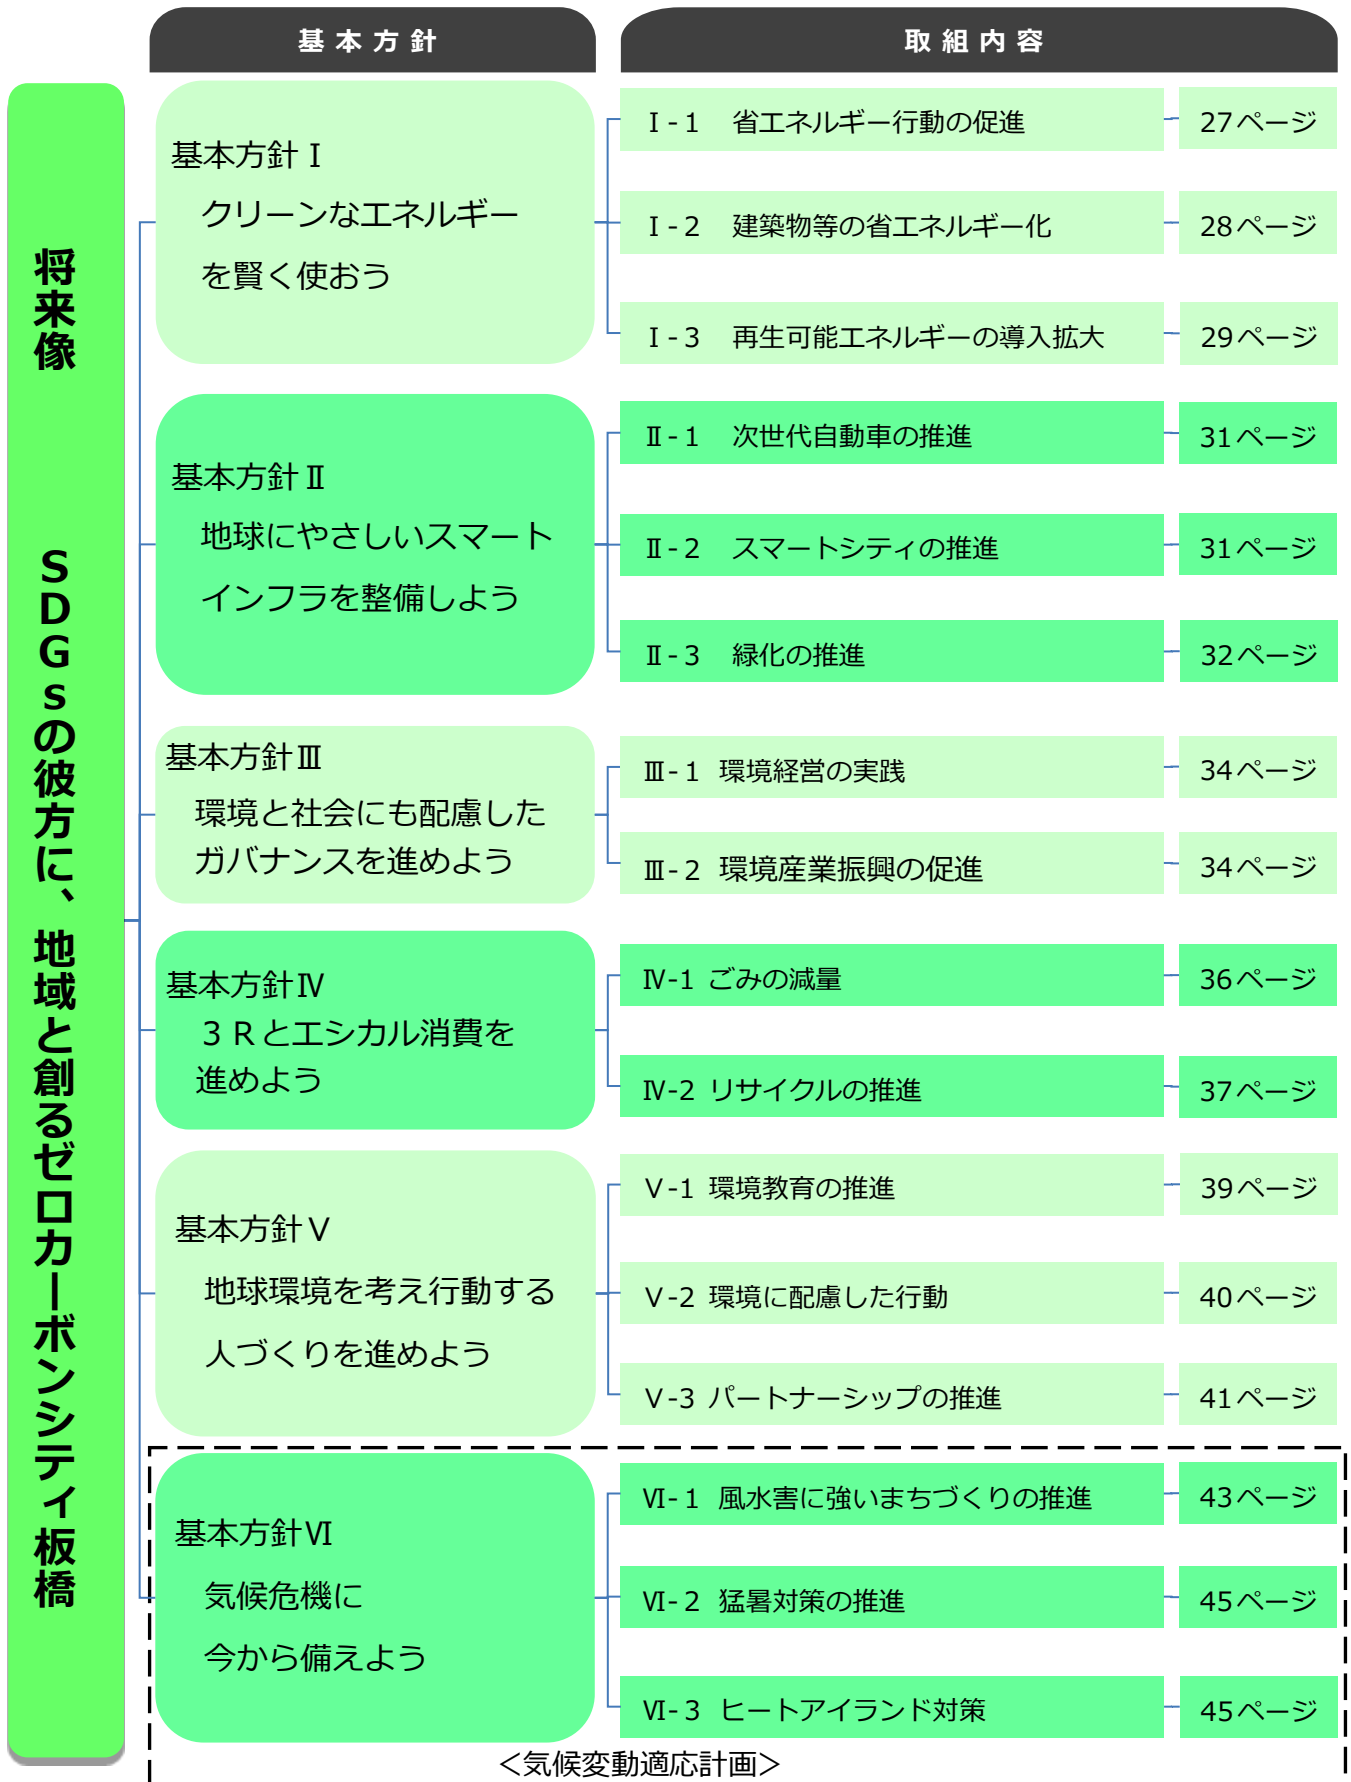 基本方針
取組内容
将来像　SDGsの彼方に、地域と創るゼロカーボンシティ板橋
基本方針Ⅰ
クリーンなエネルギー
を賢く使おう
Ⅰ-1　省エネルギー行動の促進
27ページ
Ⅰ-2　建築物等の省エネルギー化
28ページ
Ⅰ-3　再生可能エネルギーの導入拡大
29ページ
基本方針Ⅱ
地球にやさしいスマート
インフラを整備しよう
Ⅱ-1　次世代自動車の推進
31ページ
Ⅱ-2　スマートシティの推進
31ページ
Ⅱ-3　緑化の推進
32ページ
基本方針Ⅲ
環境と社会にも配慮した
ガバナンスを進めよう
Ⅲ-1 環境経営の実践
34ページ
Ⅲ-2 環境産業振興の促進
34ページ
基本方針Ⅳ
3Rとエシカル消費を
進めよう
Ⅳ-1 ごみの減量
36ページ
Ⅳ-2 リサイクルの推進
37ページ
基本方針Ⅴ
地球環境を考え行動する
人づくりを進めよう
Ⅴ-1 環境教育の推進
39ページ
Ⅴ-2 環境に配慮した行動
40ページ
Ⅴ-3 パートナーシップの推進
41ページ
基本方針Ⅵ
気候危機に
今から備えよう
Ⅵ-1 風水害に強いまちづくりの推進
43ページ
Ⅵ-2 猛暑対策の推進
45ページ
Ⅵ-3 ヒートアイランド対策
45ページ
＜気候変動適応計画＞